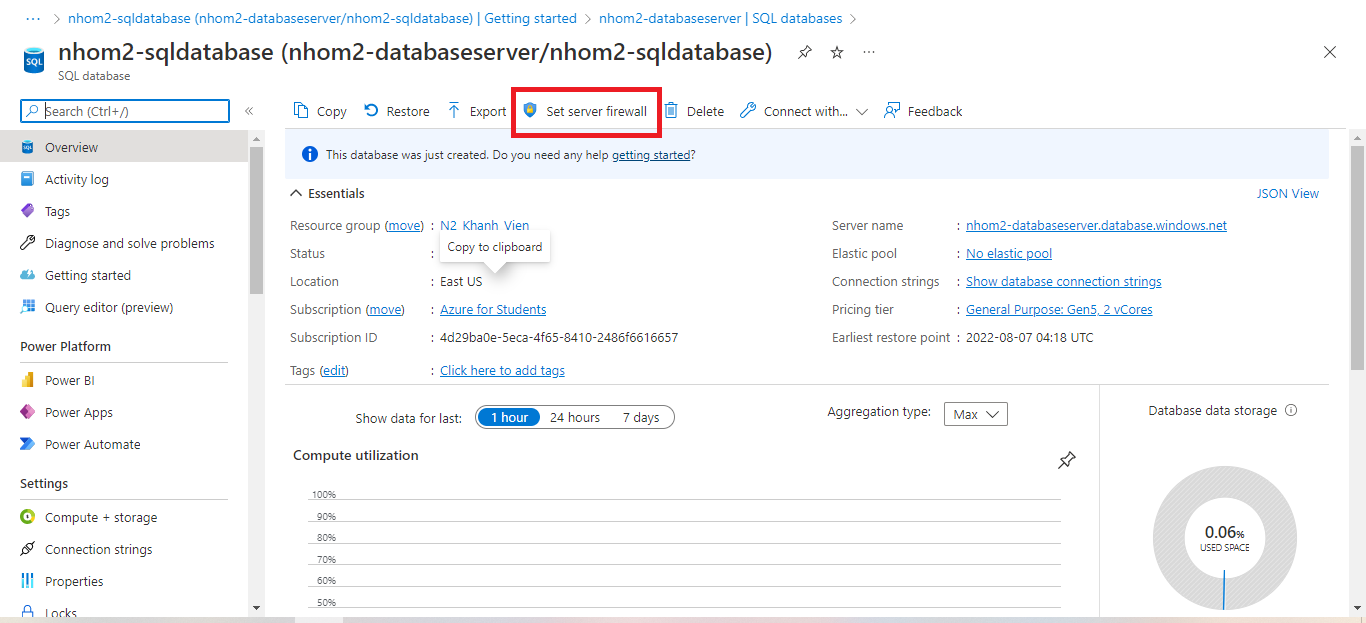 ··· > nhom2-sqldatabase (nhom2-databaseserver/nhom2-sqldatabase) | Getting started > nhom2-databaseserver | SQL databases >
SQL
nhom2-sqldatabase (nhom2-databaseserver/nhom2-sqldatabase)
SQL database
Search (Ctrl+/)
Copy Restore Export Set server firewall Delete Connect with... Feedback
Overview
Activity log
Tags
Diagnose and solve problems
Getting started
Query editor (preview)
Power Platform
Power BI
Power Apps
Power Automate
Settings
Compute + storage
Connection strings
Properties
Locks
This database was just created. Do you need any help getting started?
Essentials
JSON View
Resource group (move) : N2_Khanh_Vien
Copy to clipboard
Status :
Location : East US
Subscription (move) : Azure for Students
Subscription ID : 4d29ba0e-5eca-4f65-8410-2486f6616657
Tags (edit) : Click here to add tags
Server name : nhom2-databaseserver.database.windows.net
Elastic pool : No elastic pool
Connection strings : Show database connection strings
Pricing tier : General Purpose: Gen5, 2 vCores
Earliest restore point : 2022-08-07 04:18 UTC
Show data for last: 1 hour 24 hours 7 days
Aggregation type: Max
Compute utilization
100%
90%
80%
70%
60%
50%
Database data storage
0.06%
USED SPACE